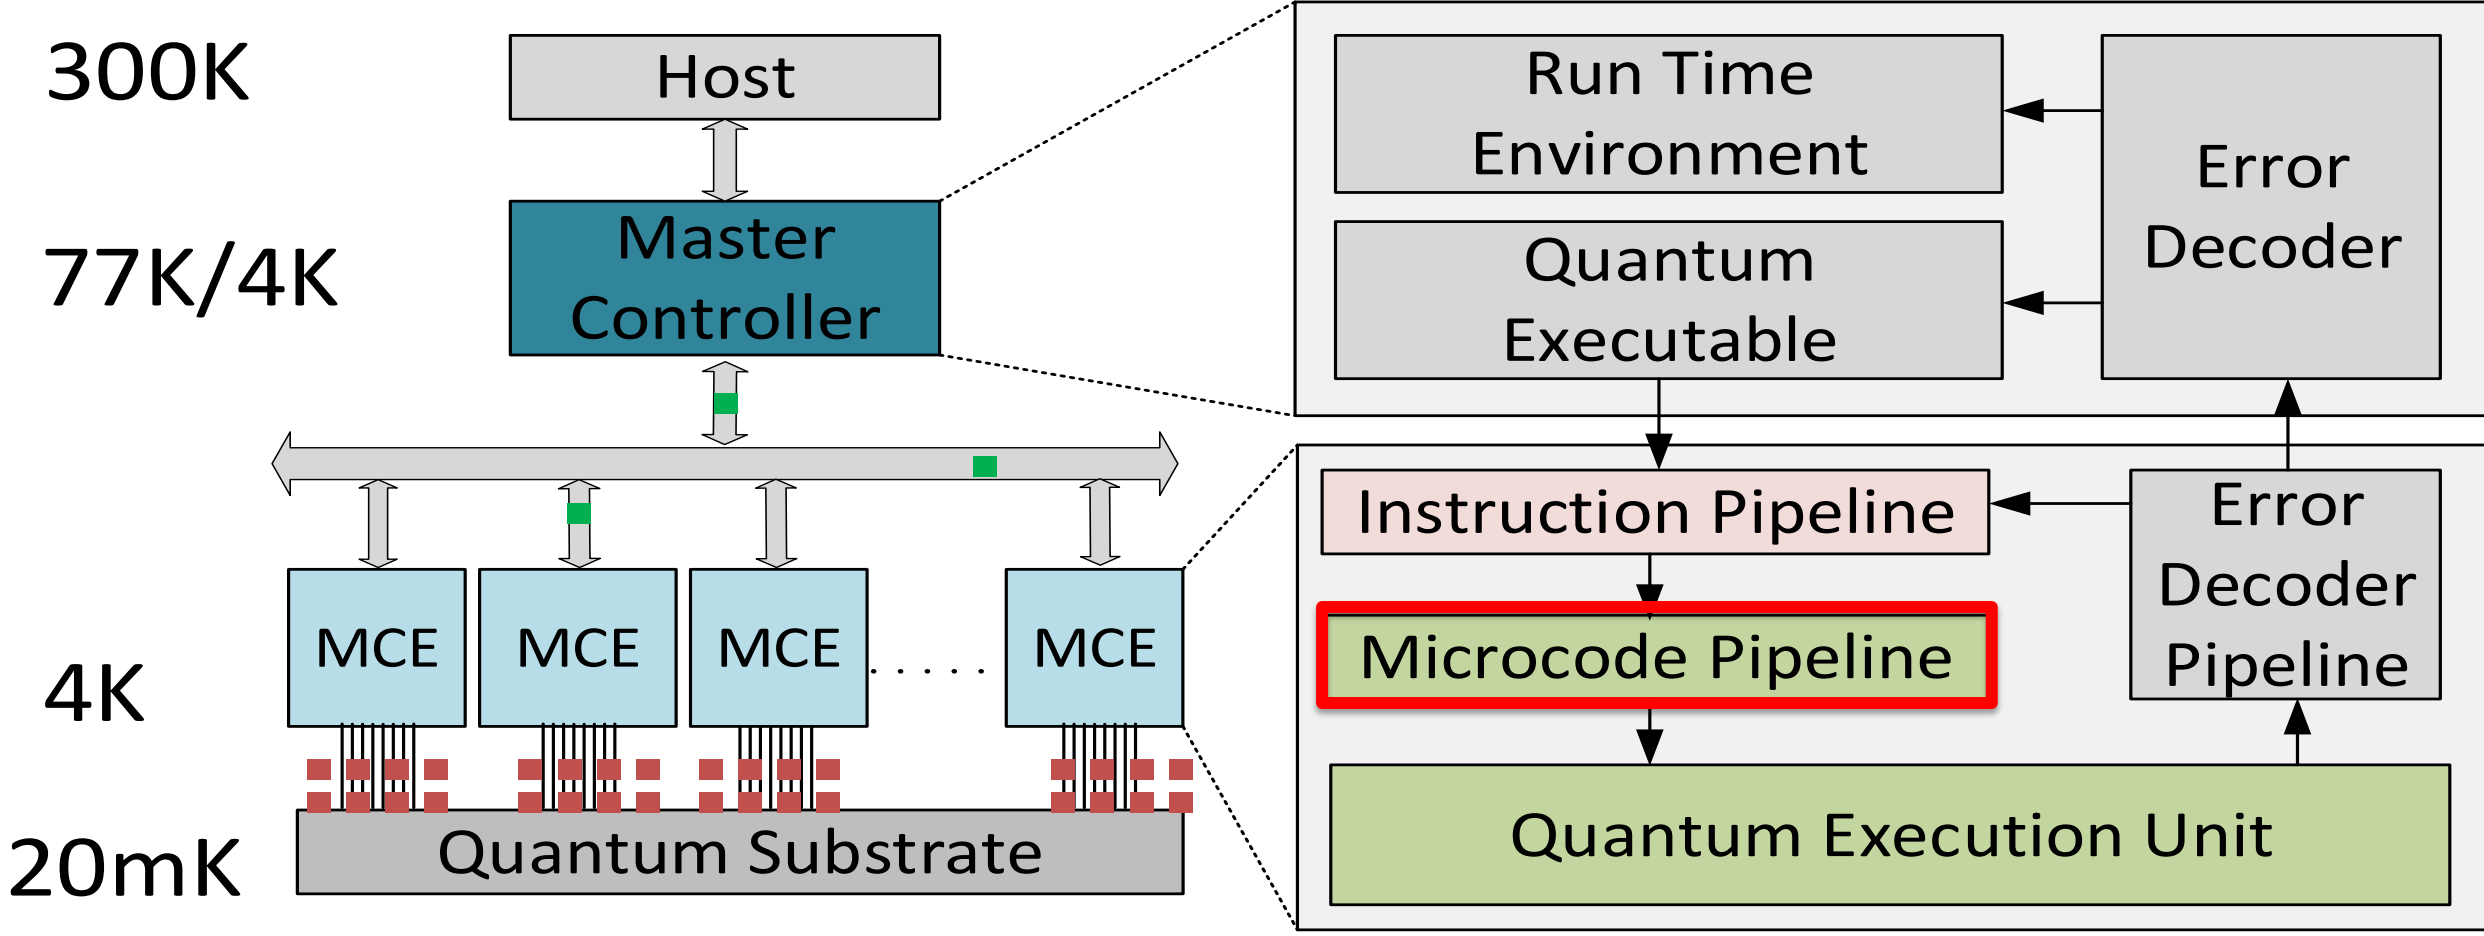 300K
Host
77K/4K
Master
Controller
4K
MCE
MCE
MCE
. . . . .
MCE
20mK
Quantum Substrate
Run Time
Environment
Quantum
Executable
Error
Decoder
Instruction Pipeline
Microcode Pipeline
Error
Decoder
Pipeline
Quantum Execution Unit